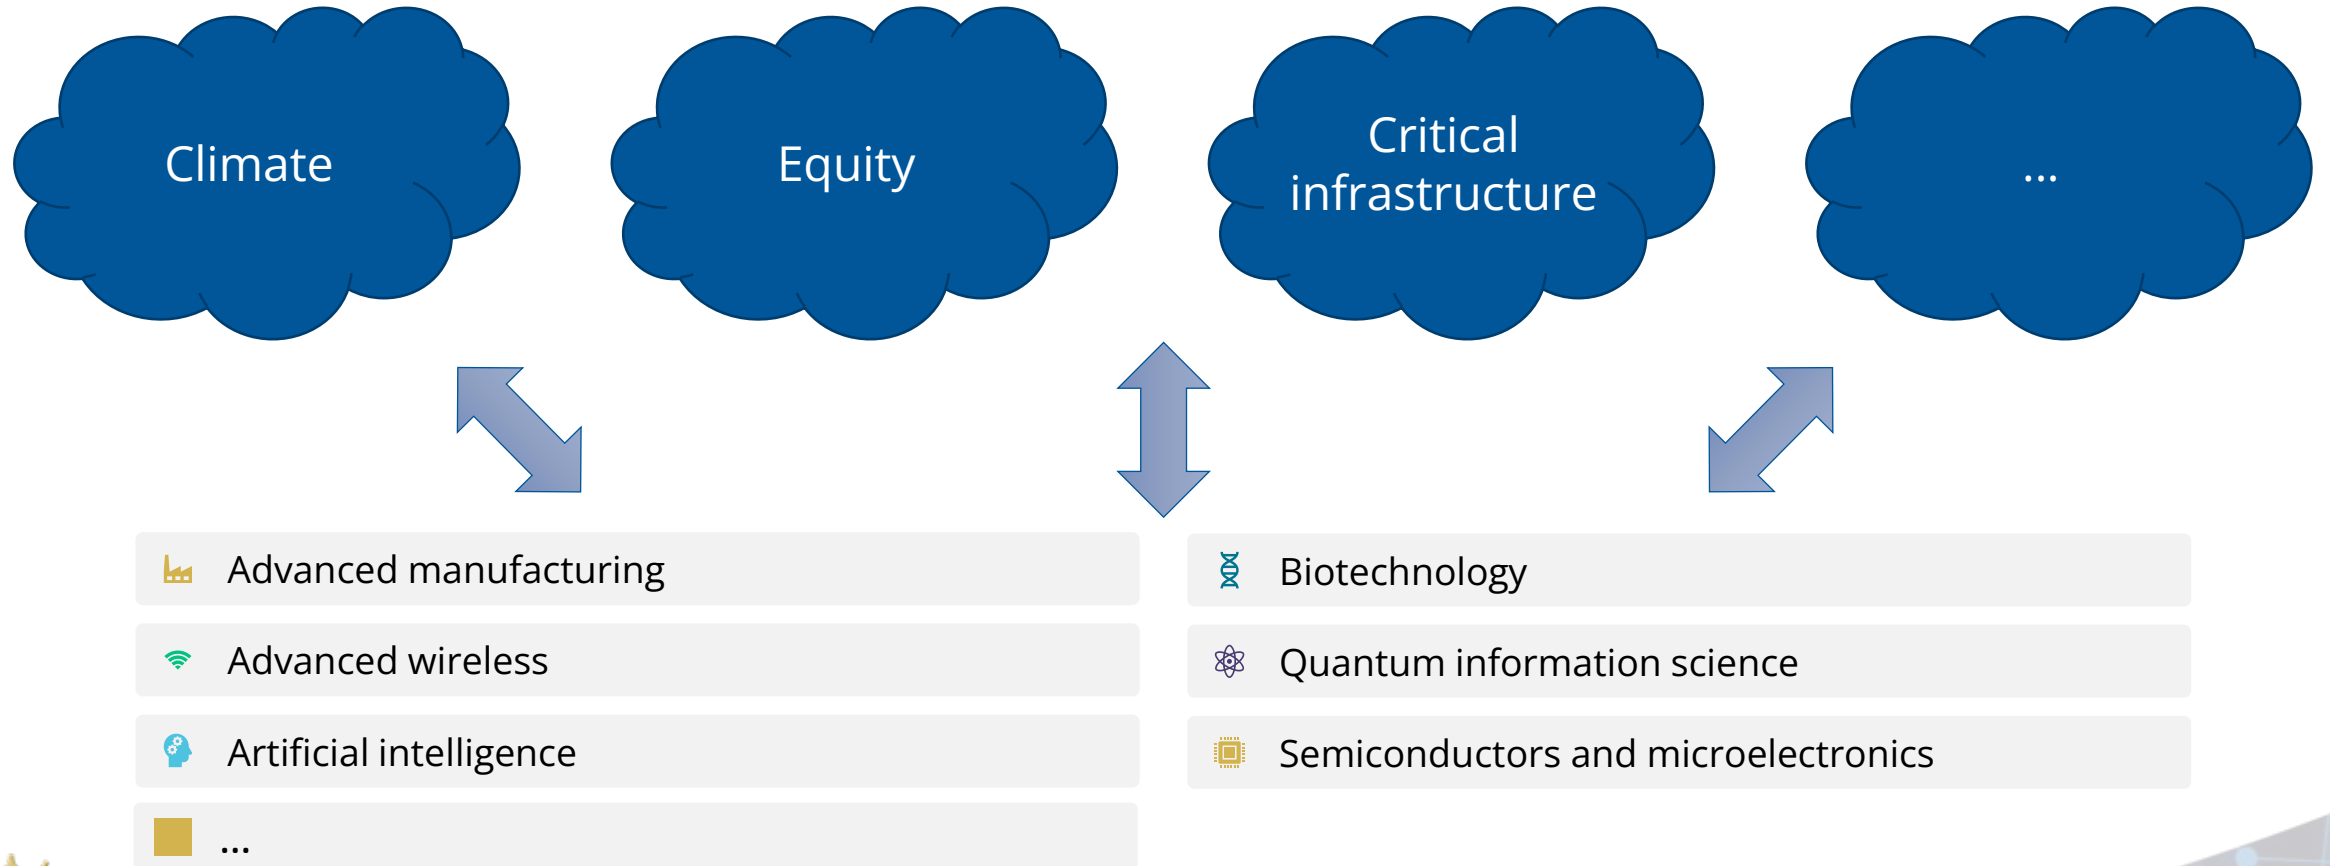 Climate
Equity
Critical
infrastructure
...
Advanced manufacturing
Biotechnology
Advanced wireless
Quantum information science
Artificial intelligence
Semiconductors and microelectronics
...